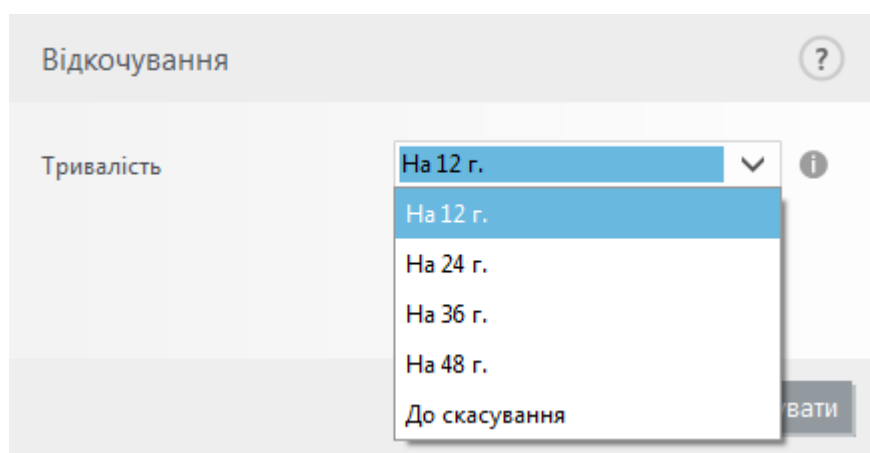 Відкочування
?
Тривалість
На 12 г.
i
На 12 г.
На 24 г.
На 36 г.
На 48 г.
До скасування